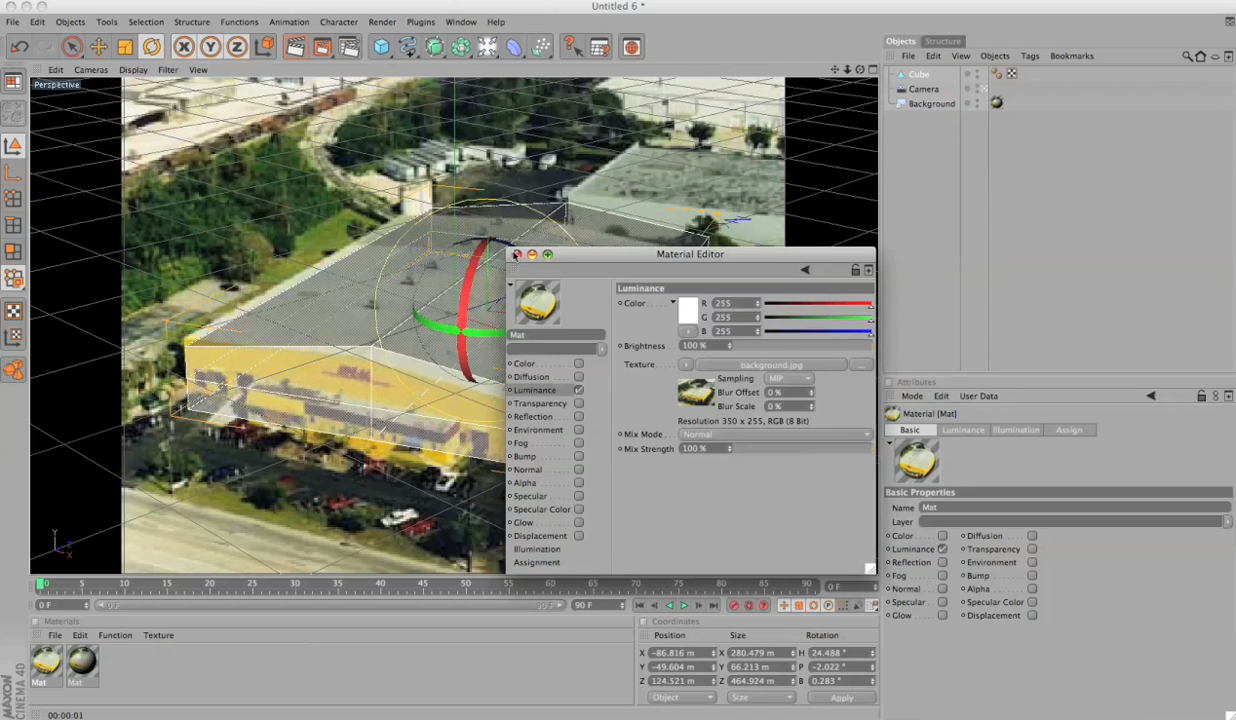 Untitled 6 *
File Edit Objects Tools Selection Structure Functions Animation Character Render Plugins Window Help
X Y Z
Objects Structure
File Edit View Objects Tags Bookmarks
Edit Cameras Display Filter View
Perspective
Cube
Camera
Background
Material Editor
Luminance
Color R 255
G 255
B 255
Mat
Brightness 100 %
Texture background.jpg ...
Sampling MIP
Blur Offset 0 %
Blur Scale 0 %
Resolution 350 x 255, RGB (8 Bit)
Mix Mode Normal
Mix Strength 100 %
Color
Diffusion
Luminance
Transparency
Reflection
Environment
Fog
Bump
Normal
Alpha
Specular
Specular Color
Glow
Displacement
Illumination
Assignment
Attributes
Mode Edit User Data
Material [Mat]
Basic Luminance Illumination Assign
Basic Properties
Name Mat
Layer
Color Diffusion
Luminance Transparency
Reflection Environment
Fog Bump
Normal Alpha
Specular Specular Color
Glow Displacement
Y
Z
X
0 5 10 15 20 25 30 35 40 45 50 55 60 65 70 75 80 85 90
0 F
0 F 0 F 90 F 90 F
Materials
File Edit Function Texture
Mat Mat
Coordinates
Position Size Rotation
X -86.816 m X 280.479 m H 24.488 °
Y -49.604 m Y 66.213 m P -2.022 °
Z 124.521 m Z 464.924 m B 0.283 °
Object Size Apply
MAXON
CINEMA 4D
00:00:01